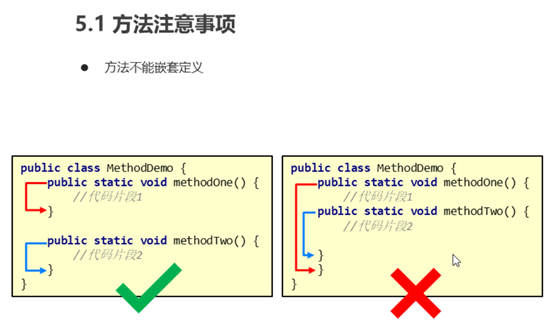 5.1 方法注意事项
● 方法不能嵌套定义
public class MethodDemo {
public static void methodOne() {
//代码片段1
}
public static void methodTwo() {
//代码片段2
}
}
public class MethodDemo {
public static void methodOne() {
//代码片段1
public static void methodTwo() {
//代码片段2
}
}
}